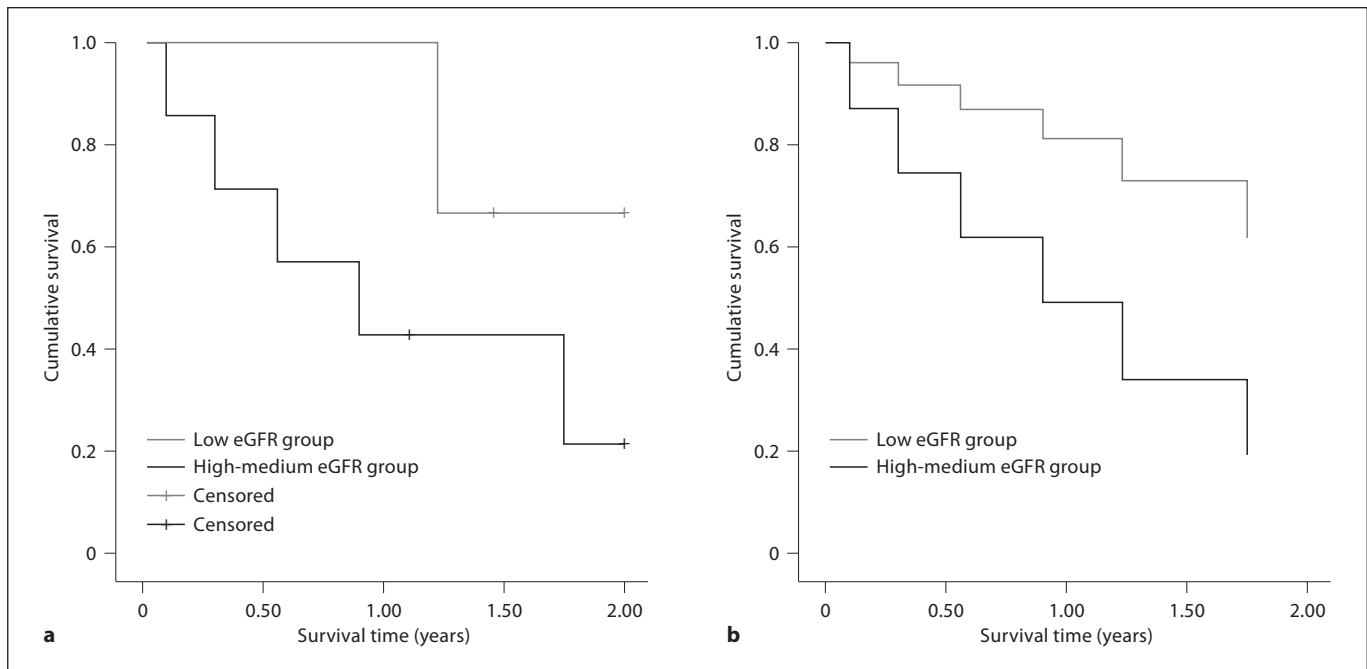 1.0
0.8
0.6
0.4
0.2
0
Cumulative survival
Low eGFR group
High-medium eGFR group
Censored
Censored
0
0.50
1.00
1.50
2.00
Survival time (years)
a
1.0
0.8
0.6
0.4
0.2
0
Cumulative survival
Low eGFR group
High-medium eGFR group
0
0.50
1.00
1.50
2.00
Survival time (years)
b